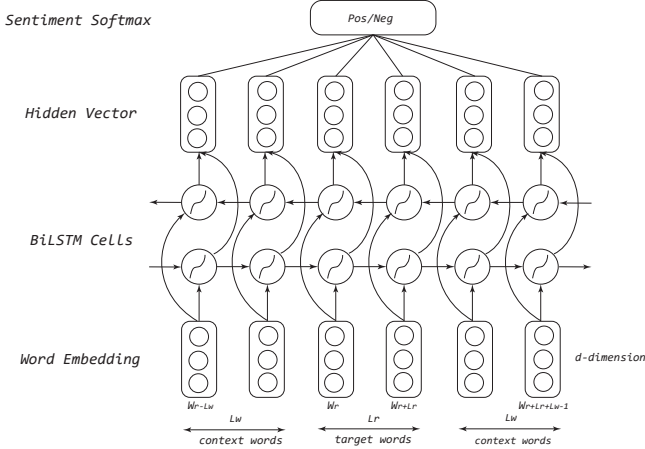 Sentiment Softmax
Pos/Neg
Hidden Vector
BiLSTM Cells
Word Embedding
d-dimension
Wr-Lw
Wr
Wr+Lr
Wr+Lr+Lw-1
Lw
Lr
Lw
context words
target words
context words